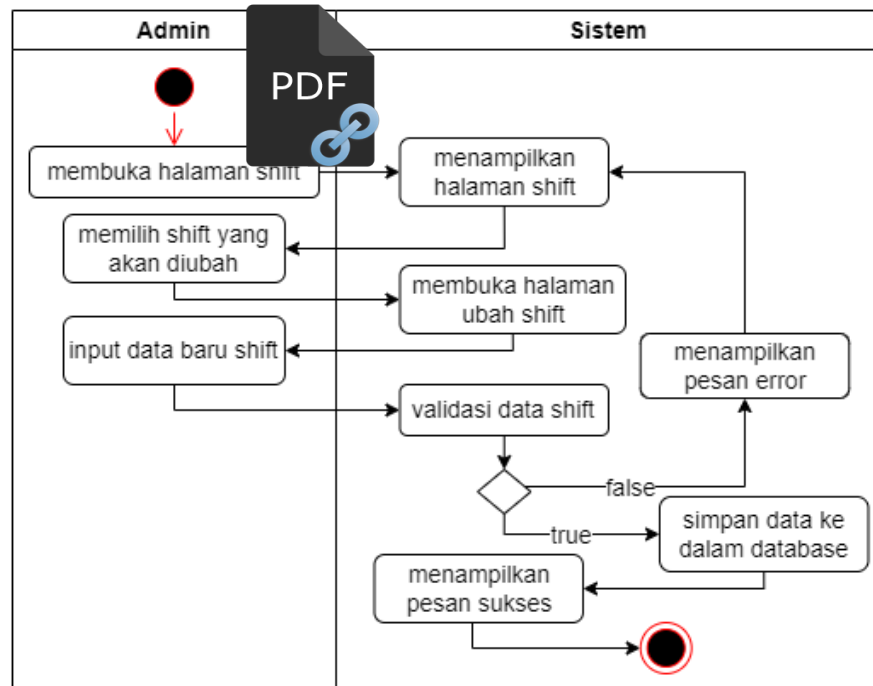 Admin
Sistem
PDF
membuka halaman shift
menampilkan
halaman shift
memilih shift yang
akan diubah
membuka halaman
ubah shift
input data baru shift
menampilkan
pesan error
validasi data shift
false
true
simpan data ke
dalam database
menampilkan
pesan sukses